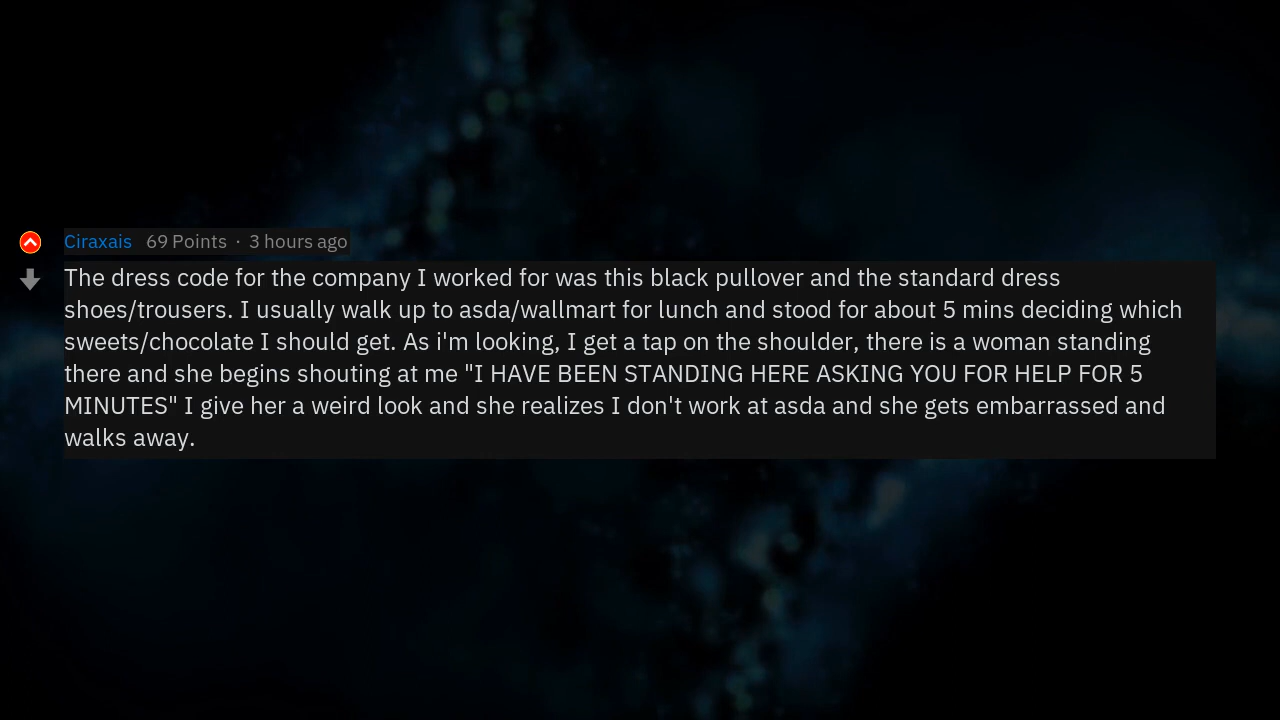 Ciraxais 69 Points · 3 hours ago
The dress code for the company I worked for was this black pullover and the standard dress
shoes/trousers. I usually walk up to asda/wallmart for lunch and stood for about 5 mins deciding which
sweets/chocolate I should get. As i'm looking, I get a tap on the shoulder, there is a woman standing
there and she begins shouting at me "I HAVE BEEN STANDING HERE ASKING YOU FOR HELP FOR 5
MINUTES" I give her a weird look and she realizes I don't work at asda and she gets embarrassed and
walks away.